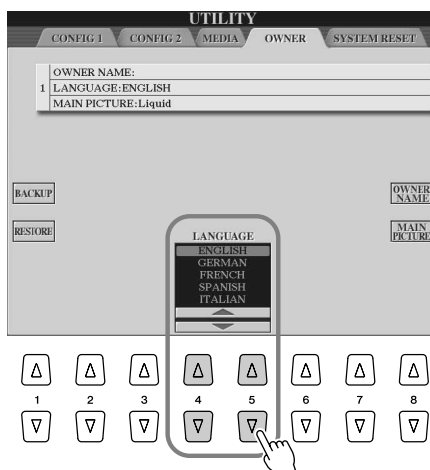 UTILITY
CONFIG 1 CONFIG 2 MEDIA OWNER SYSTEM RESET
OWNER NAME:
1 LANGUAGE:ENGLISH
MAIN PICTURE:Liquid
BACKUP
OWNER
NAME
RESTORE
MAIN
PICTURE
LANGUAGE
ENGLISH
GERMAN
FRENCH
SPANISH
ITALIAN
1 2 3 4 5 6 7 8